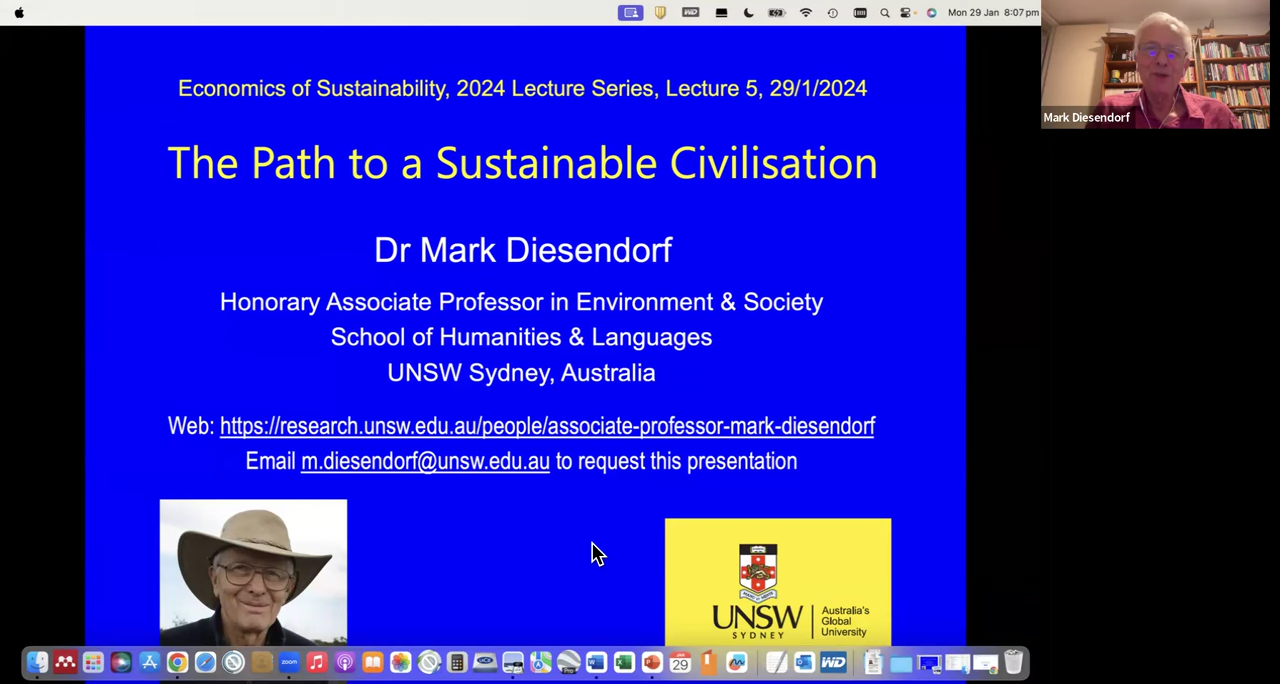 Mon 29 Jan 8:07 pm
Economics of Sustainability, 2024 Lecture Series, Lecture 5, 29/1/2024
The Path to a Sustainable Civilisation
Dr Mark Diesendorf
Honorary Associate Professor in Environment & Society
School of Humanities & Languages
UNSW Sydney, Australia
Web: https://research.unsw.edu.au/people/associate-professor-mark-diesendorf
Email m.diesendorf@unsw.edu.au to request this presentation
Mark Diesendorf
UNSW
SYDNEY
Australia's
Global
University
zoom
29
WD